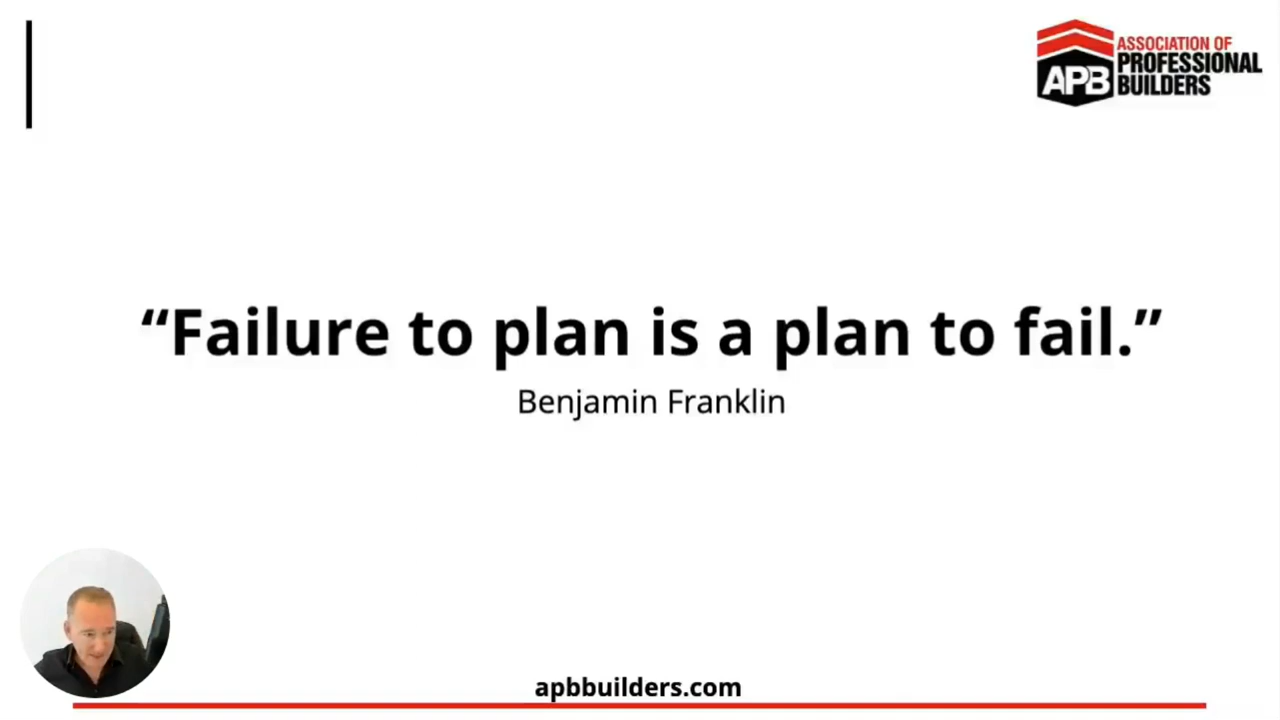 ASSOCIATION OF
PROFESSIONAL
BUILDERS
APB
“Failure to plan is a plan to fail.”
Benjamin Franklin
apbbuilders.com